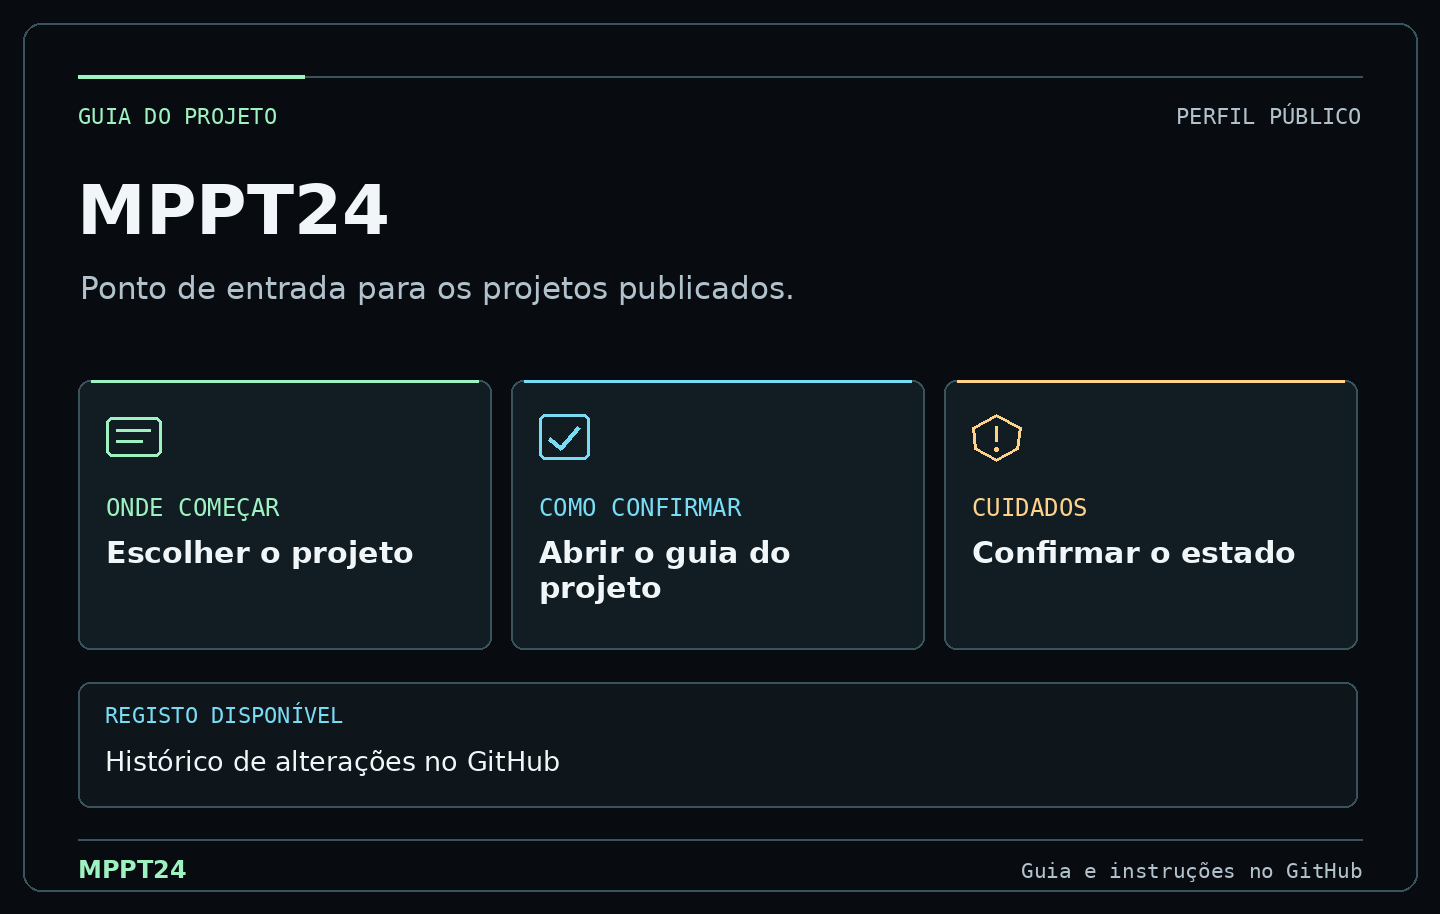 GUIA DO PROJETO
PERFIL PÚBLICO
MPPT24
Ponto de entrada para os projetos publicados.
ONDE COMEÇAR
Escolher o projeto
COMO CONFIRMAR
Abrir o guia do
projeto
CUIDADOS
Confirmar o estado
REGISTO DISPONÍVEL
Histórico de alterações no GitHub
MPPT24
Guia e instruções no GitHub